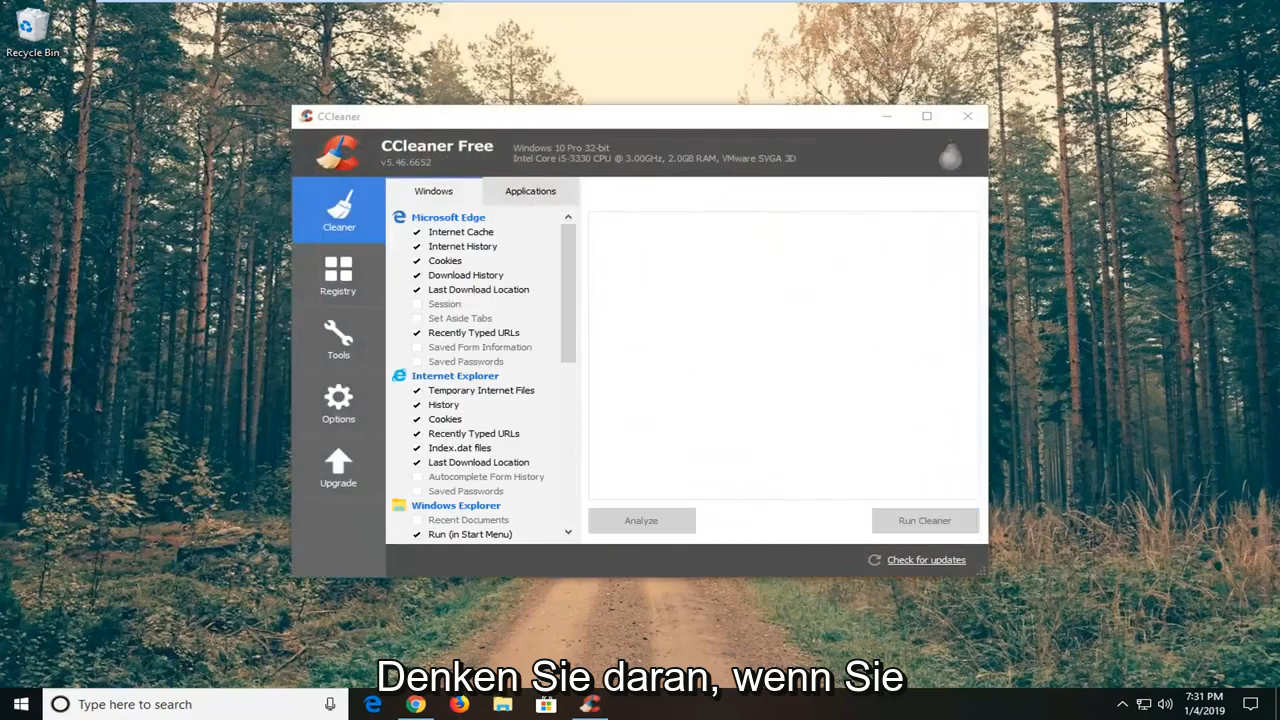 Recycle Bin
CCleaner
CCleaner Free
v5.46.6652
Windows 10 Pro 32-bit
Intel Core i5-3330 CPU @ 3.00GHz, 2.0GB RAM, VMware SVGA 3D
Cleaner
Registry
Tools
Options
Upgrade
Windows
Applications
Microsoft Edge
Internet Cache
Internet History
Cookies
Download History
Last Download Location
Session
Set Aside Tabs
Recently Typed URLs
Saved Form Information
Saved Passwords
Internet Explorer
Temporary Internet Files
History
Cookies
Recently Typed URLs
Index.dat files
Last Download Location
Autocomplete Form History
Saved Passwords
Windows Explorer
Recent Documents
Run (in Start Menu)
Analyze
Run Cleaner
Check for updates
Denken Sie daran, wenn Sie
Type here to search
7:31 PM
1/4/2019